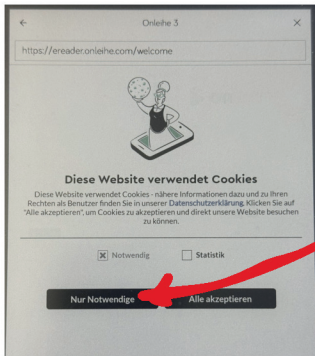 Onleihe 3
https://ereader.onleihe.com/welcome
Diese Website verwendet Cookies
Diese Website verwendet Cookies - nähere Informationen dazu und zu Ihren
Rechten als Benutzer finden Sie in unserer Datenschutzerklärung. Klicken Sie auf
"Alle akzeptieren", um Cookies zu akzeptieren und direkt unsere Website besuchen
zu können.
Notwendig Statistik
Nur Notwendige Alle akzeptieren